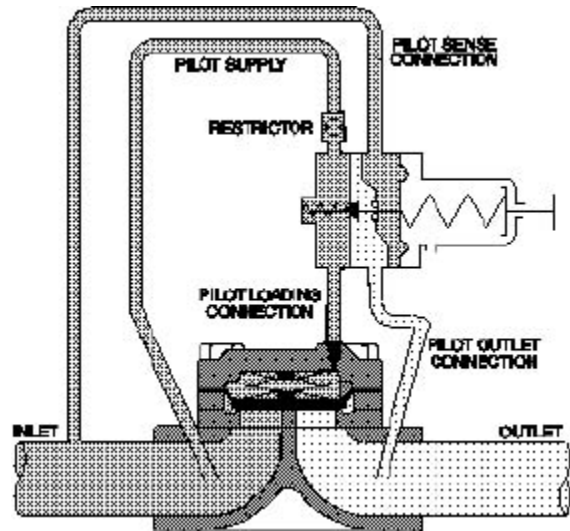 PILOT SENSE
CONNECTION
PILOT SUPPLY
RESTRICTOR
PILOT LOADING
CONNECTION
PILOT OUTLET
CONNECTION
INLET
OUTLET